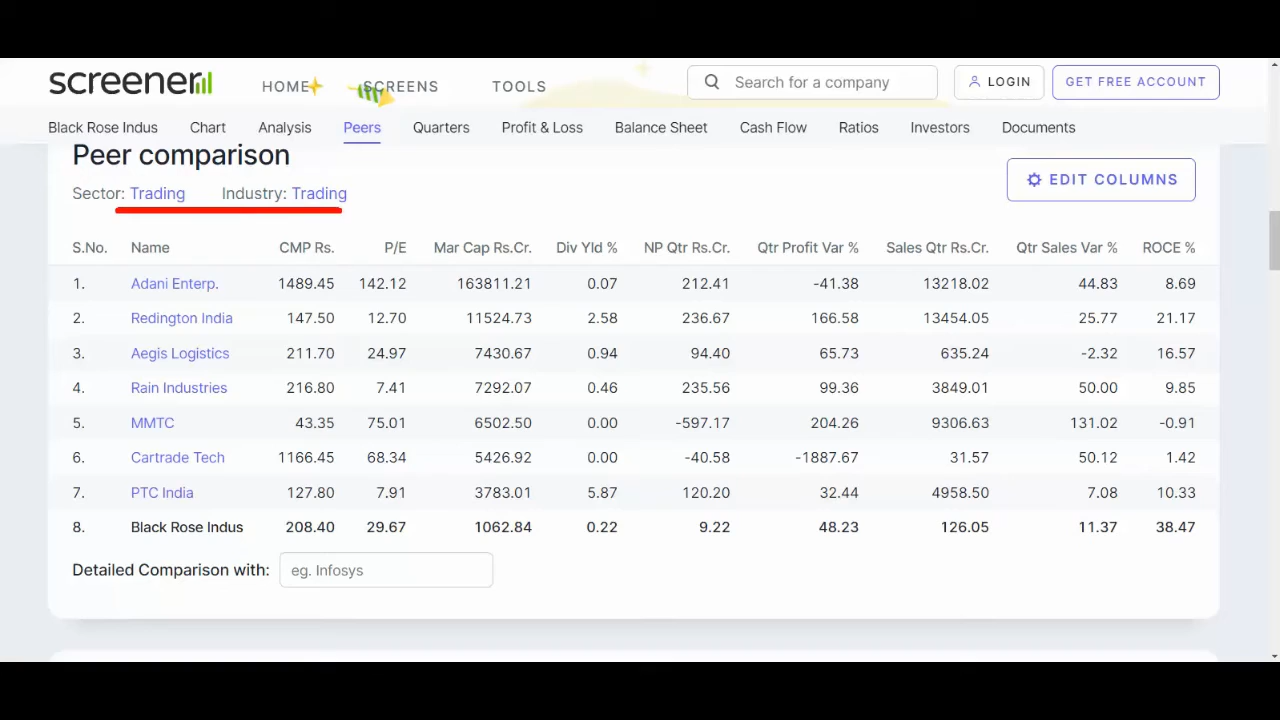 screener HOME SCREENS TOOLS Search for a company LOGIN GET FREE ACCOUNT
Black Rose Indus Chart Analysis Peers Quarters Profit & Loss Balance Sheet Cash Flow Ratios Investors Documents
Peer comparison
EDIT COLUMNS
Sector: Trading Industry: Trading
S.No. Name CMP Rs. P/E Mar Cap Rs.Cr. Div Yld % NP Qtr Rs.Cr. Qtr Profit Var % Sales Qtr Rs.Cr. Qtr Sales Var % ROCE %
1. Adani Enterp. 1489.45 142.12 163811.21 0.07 212.41 -41.38 13218.02 44.83 8.69
2. Redington India 147.50 12.70 11524.73 2.58 236.67 166.58 13454.05 25.77 21.17
3. Aegis Logistics 211.70 24.97 7430.67 0.94 94.40 65.73 635.24 -2.32 16.57
4. Rain Industries 216.80 7.41 7292.07 0.46 235.56 99.36 3849.01 50.00 9.85
5. MMTC 43.35 75.01 6502.50 0.00 -597.17 204.26 9306.63 131.02 -0.91
6. Cartrade Tech 1166.45 68.34 5426.92 0.00 -40.58 -1887.67 31.57 50.12 1.42
7. PTC India 127.80 7.91 3783.01 5.87 120.20 32.44 4958.50 7.08 10.33
8. Black Rose Indus 208.40 29.67 1062.84 0.22 9.22 48.23 126.05 11.37 38.47
Detailed Comparison with: eg. Infosys